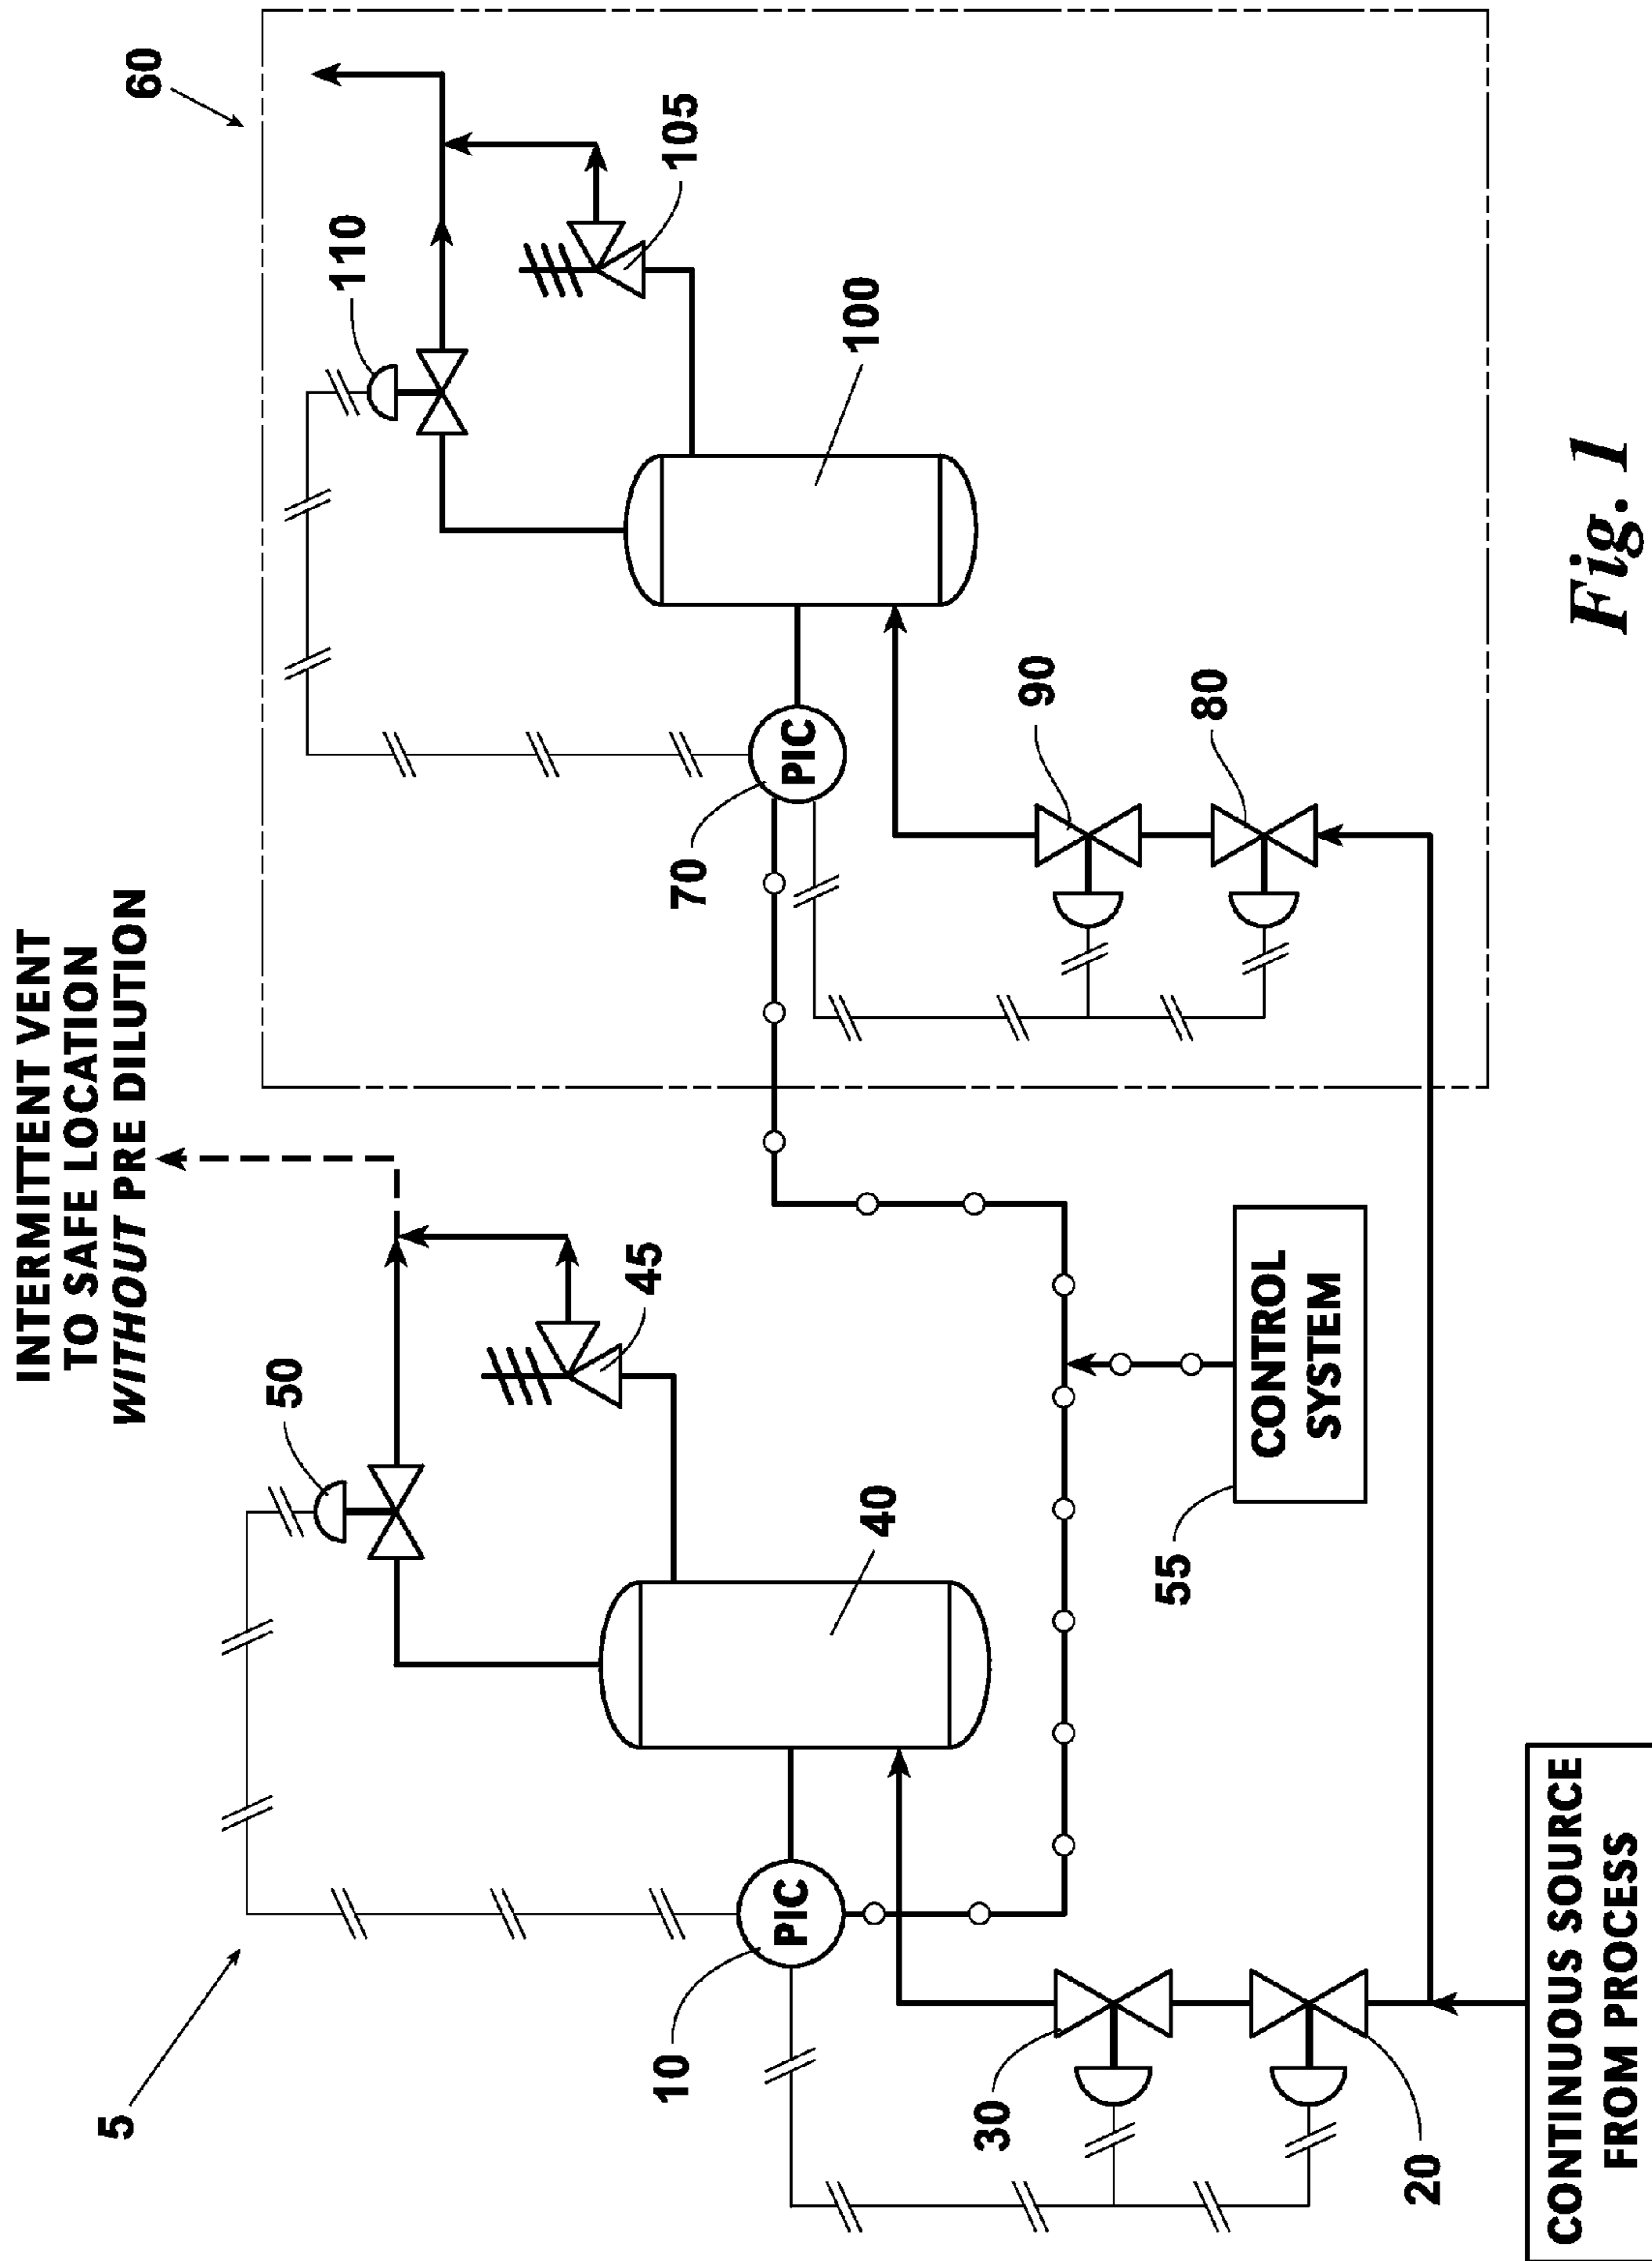 INTERMITTENT VENT
TO SAFE LOCATION
WITHOUT PRE DILUTION
5
50
60
110
45
105
10
PIC
40
70
PIC
100
30
20
55
CONTROL
SYSTEM
90
80
CONTINUOUS SOURCE
FROM PROCESS
Fig. 1